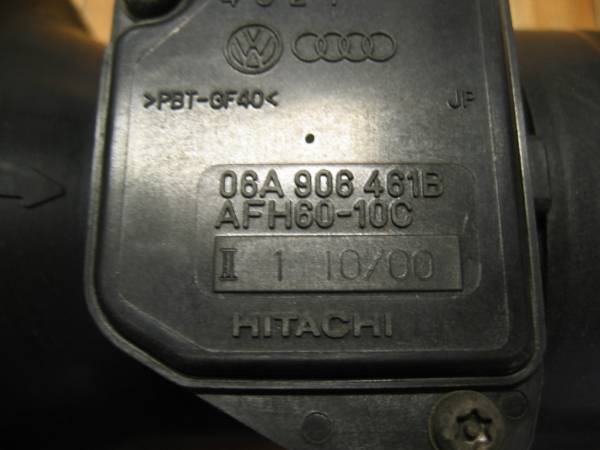 >PBT-GF40<
JP
06A 906 461B
AFH60-10C
II 1 10/00
HITACHI